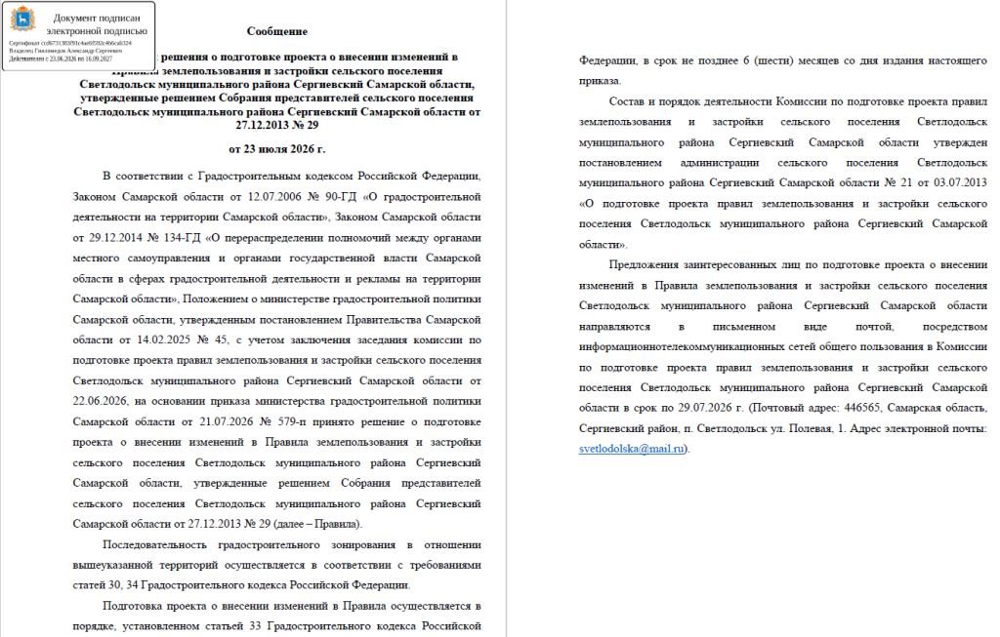 Документ подписан
электронной подписью
Владелец Гниломедов Александр Сергеевич
Действителен с 23.06.2026 по 16.09.2027
Сообщение
решения о подготовке проекта о внесении изменений в
Правила землепользования и застройки сельского поселения
Светлодольск муниципального района Сергиевский Самарской области,
утвержденные решением Собрания представителей сельского поселения
Светлодольск муниципального района Сергиевский Самарской области от
27.12.2013 № 29
от 23 июля 2026 г.
В соответствии с Градостроительным кодексом Российской Федерации,
Законом Самарской области от 12.07.2006 № 90-ГД «О градостроительной
деятельности на территории Самарской области», Законом Самарской области
от 29.12.2014 № 134-ГД «О перераспределении полномочий между органами
местного самоуправления и органами государственной власти Самарской
области в сферах градостроительной деятельности и рекламы на территории
Самарской области», Положением о министерстве градостроительной политики
Самарской области, утвержденным постановлением Правительства Самарской
области от 14.02.2025 № 45, с учетом заключения заседания комиссии по
подготовке проекта правил землепользования и застройки сельского поселения
Светлодольск муниципального района Сергиевский Самарской области от
22.06.2026, на основании приказа министерства градостроительной политики
Самарской области от 21.07.2026 № 579-п принято решение о подготовке
проекта о внесении изменений в Правила землепользования и застройки
сельского поселения Светлодольск муниципального района Сергиевский
Самарской области, утвержденные решением Собрания представителей
сельского поселения Светлодольск муниципального района Сергиевский
Самарской области от 27.12.2013 № 29 (далее – Правила).
Последовательность градостроительного зонирования в отношении
вышеуказанной территорий осуществляется в соответствии с требованиями
статей 30, 34 Градостроительного кодекса Российской Федерации.
Подготовка проекта о внесении изменений в Правила осуществляется в
порядке, установленном статьей 33 Градостроительного кодекса Российской
Федерации, в срок не позднее 6 (шести) месяцев со дня издания настоящего
приказа.
Состав и порядок деятельности Комиссии по подготовке проекта правил
землепользования и застройки сельского поселения Светлодольск
муниципального района Сергиевский Самарской области утвержден
постановлением администрации сельского поселения Светлодольск
муниципального района Сергиевский Самарской области № 21 от 03.07.2013
«О подготовке проекта правил землепользования и застройки сельского
поселения Светлодольск муниципального района Сергиевский Самарской
области».
Предложения заинтересованных лиц по подготовке проекта о внесении
изменений в Правила землепользования и застройки сельского поселения
Светлодольск муниципального района Сергиевский Самарской области
направляются в письменном виде почтой, посредством
информационнотелекоммуникационных сетей общего пользования в Комиссии
по подготовке проекта правил землепользования и застройки сельского
поселения Светлодольск муниципального района Сергиевский Самарской
области в срок по 29.07.2026 г. (Почтовый адрес: 446565, Самарская область,
Сергиевский район, п. Светлодольск ул. Полевая, 1. Адрес электронной почты:
svetlodolska@mail.ru).